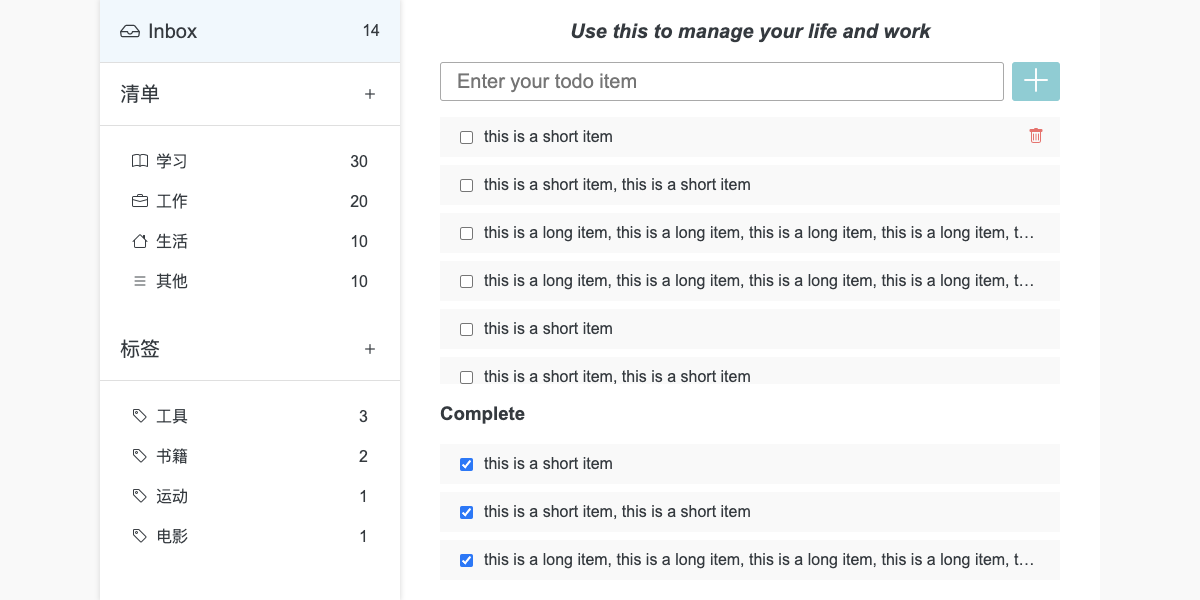 Inbox 14
清单 +
学习 30
工作 20
生活 10
其他 10
标签 +
工具 3
书籍 2
运动 1
电影 1
Use this to manage your life and work
Enter your todo item
this is a short item
this is a short item, this is a short item
this is a long item, this is a long item, this is a long item, this is a long item, t…
this is a long item, this is a long item, this is a long item, this is a long item, t…
this is a short item
this is a short item, this is a short item
Complete
this is a short item
this is a short item, this is a short item
this is a long item, this is a long item, this is a long item, this is a long item, t…